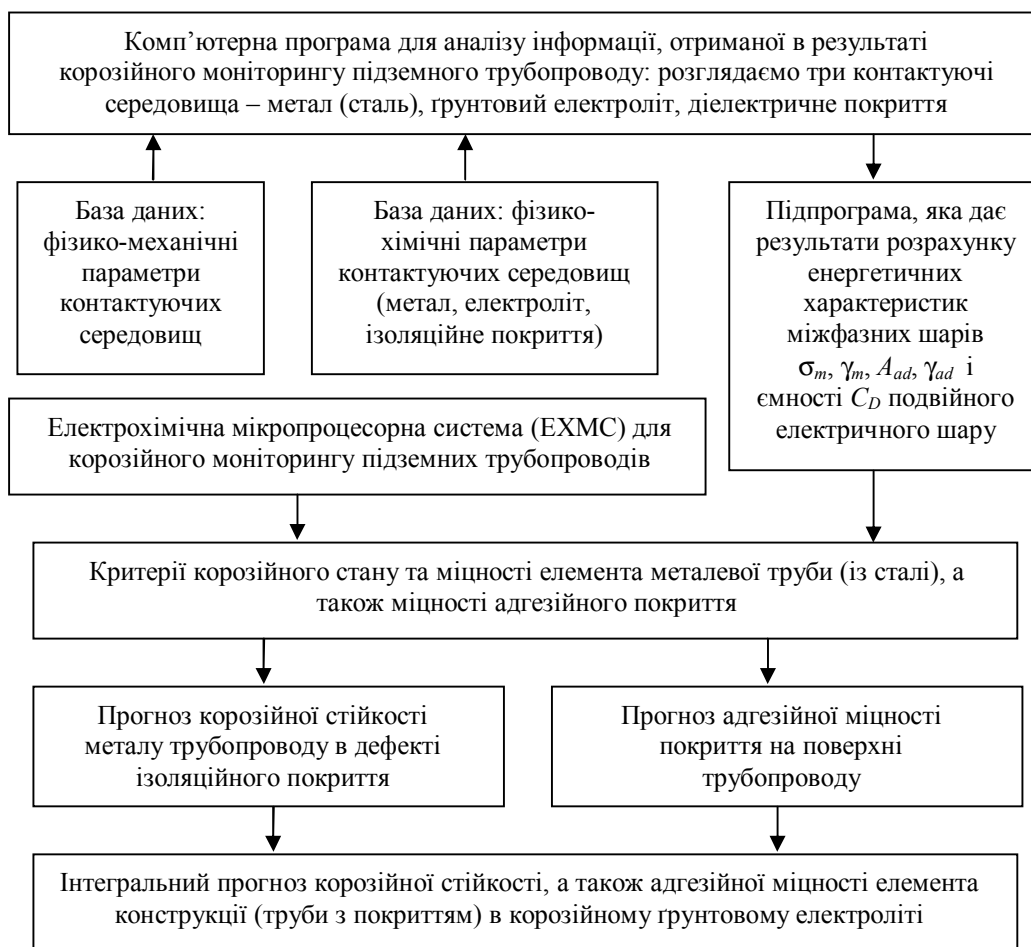 Комп’ютерна програма для аналізу інформації, отриманої в результаті
корозійного моніторингу підземного трубопроводу: розглядаємо три контактуючі
середовища – метал (сталь), ґрунтовий електроліт, діелектричне покриття
База даних:
фізико-механічні
параметри
контактуючих
середовищ
База даних: фізико-
хімічні параметри
контактуючих середовищ
(метал, електроліт,
ізоляційне покриття)
Підпрограма, яка дає
результати розрахунку
енергетичних
характеристик
міжфазних шарів
σm, γm, Aad, γad і
ємності CD подвійного
електричного шару
Електрохімічна мікропроцесорна система (ЕХМС) для
корозійного моніторингу підземних трубопроводів
Критерії корозійного стану та міцності елемента металевої труби (із сталі), а
також міцності адгезійного покриття
Прогноз корозійної стійкості
металу трубопроводу в дефекті
ізоляційного покриття
Прогноз адгезійної міцності
покриття на поверхні
трубопроводу
Інтегральний прогноз корозійної стійкості, а також адгезійної міцності елемента
конструкції (труби з покриттям) в корозійному ґрунтовому електроліті